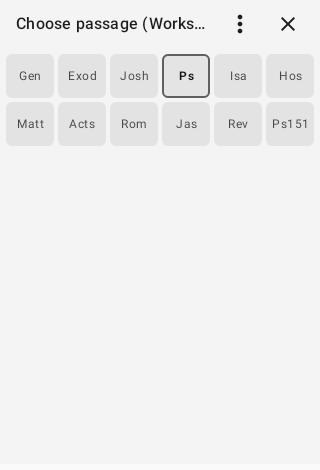 Choose passage (Works...
Gen Exod Josh Ps Isa Hos
Matt Acts Rom Jas Rev Ps151